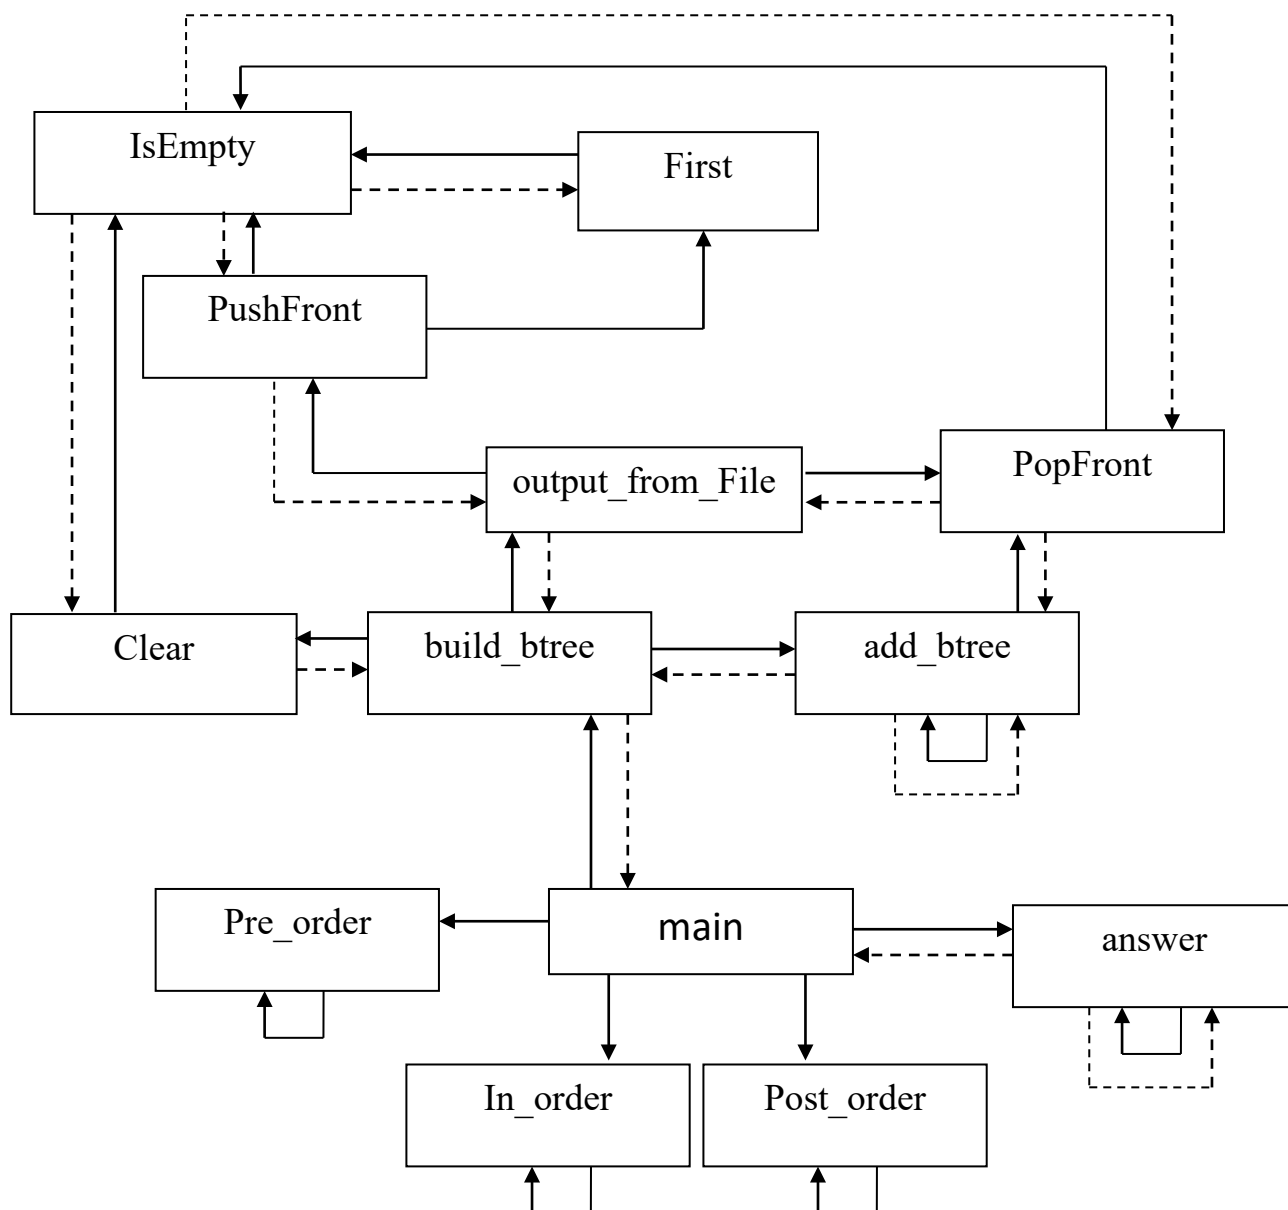 IsEmpty
First
PushFront
output_from_File
PopFront
Clear
build_btree
add_btree
Pre_order
main
answer
In_order
Post_order